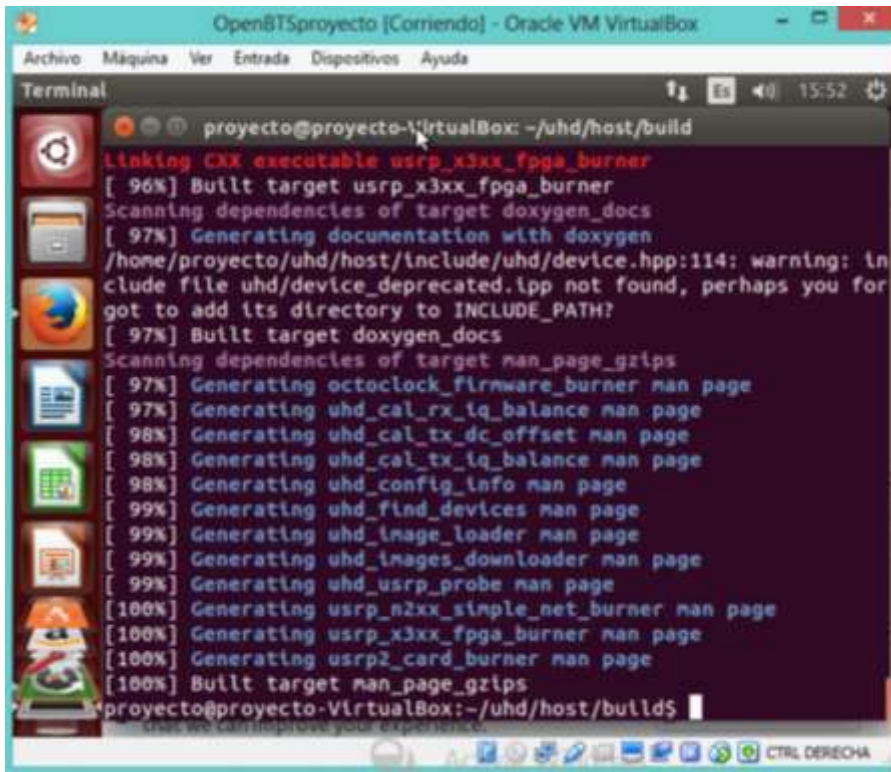 OpenBTSproyecto [Corriendo] - Oracle VM VirtualBox
Archivo Máquina Ver Entrada Dispositivos Ayuda
Terminal Es 15:52
proyecto@proyecto-VirtualBox: ~/uhd/host/build
Linking CXX executable usrp_x3xx_fpga_burner
[ 96%] Built target usrp_x3xx_fpga_burner
Scanning dependencies of target doxygen_docs
[ 97%] Generating documentation with doxygen
/home/proyecto/uhd/host/include/uhd/device.hpp:114: warning: in
clude file uhd/device_deprecated.ipp not found, perhaps you for
got to add its directory to INCLUDE_PATH?
[ 97%] Built target doxygen_docs
Scanning dependencies of target man_page_gzips
[ 97%] Generating octoclock_firmware_burner man page
[ 97%] Generating uhd_cal_rx_iq_balance man page
[ 98%] Generating uhd_cal_tx_dc_offset man page
[ 98%] Generating uhd_cal_tx_iq_balance man page
[ 98%] Generating uhd_config_info man page
[ 99%] Generating uhd_find_devices man page
[ 99%] Generating uhd_image_loader man page
[ 99%] Generating uhd_images_downloader man page
[ 99%] Generating uhd_usrp_probe man page
[100%] Generating usrp_n2xx_simple_net_burner man page
[100%] Generating usrp_x3xx_fpga_burner man page
[100%] Generating usrp2_card_burner man page
[100%] Built target man_page_gzips
proyecto@proyecto-VirtualBox:~/uhd/host/build$
that we can improve your experience.
CTRL DERECHA